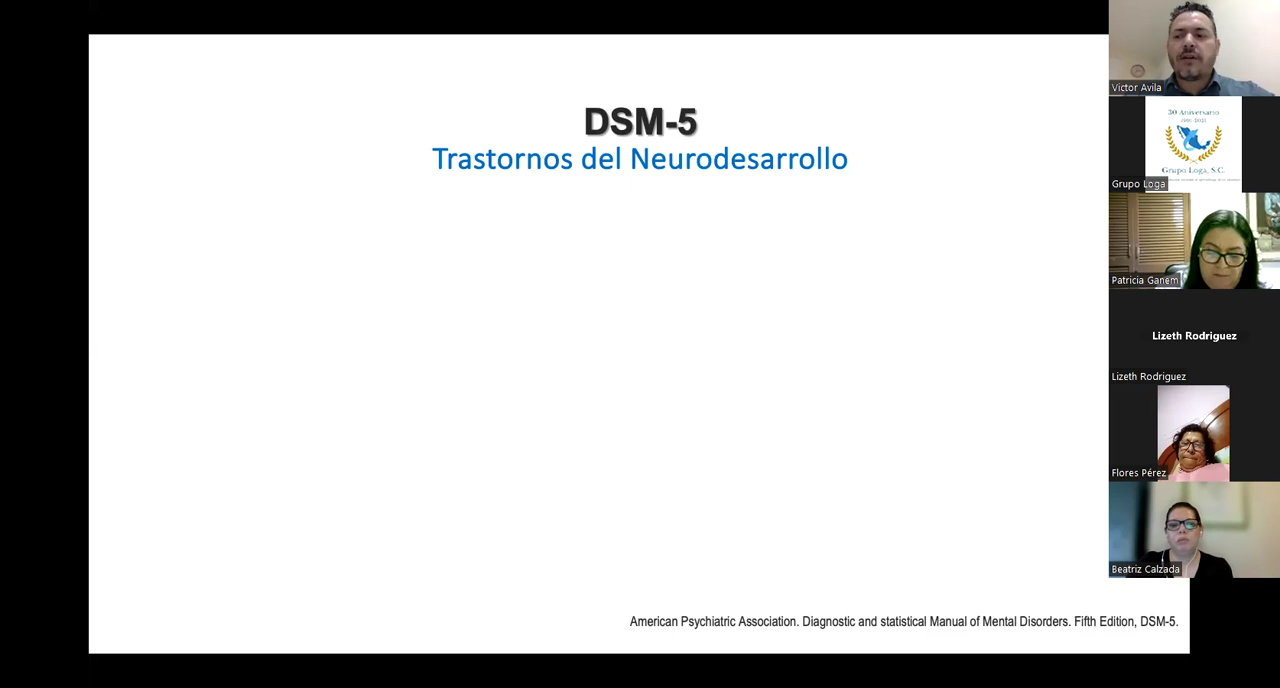 DSM-5
Trastornos del Neurodesarrollo
American Psychiatric Association. Diagnostic and statistical Manual of Mental Disorders. Fifth Edition, DSM-5.
Victor Avila
30 Aniversario
Grupo Loga, S.C.
Grupo Loga
Patricia Ganem
Lizeth Rodriguez
Lizeth Rodriguez
Flores Pérez
Beatriz Calzada